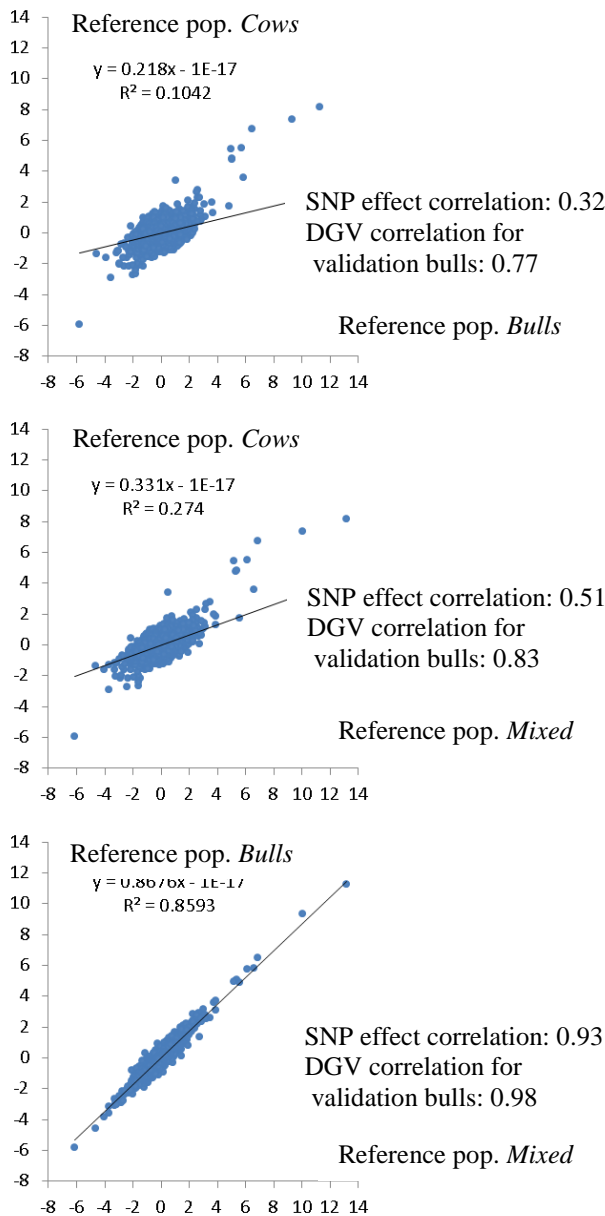 14
12
10
8
6
4
2
0
-2
-4
-6
-8
Reference pop. Cows
y = 0.218x - 1E-17
R² = 0.1042
SNP effect correlation: 0.32
DGV correlation for
validation bulls: 0.77
Reference pop. Bulls
-8 -6 -4 -2 0 2 4 6 8 10 12 14
14
12
10
8
6
4
2
0
-2
-4
-6
-8
Reference pop. Cows
y = 0.331x - 1E-17
R² = 0.274
SNP effect correlation: 0.51
DGV correlation for
validation bulls: 0.83
Reference pop. Mixed
-8 -6 -4 -2 0 2 4 6 8 10 12 14
14
12
10
8
6
4
2
0
-2
-4
-6
-8
Reference pop. Bulls
y = 0.8676x - 1E-17
R² = 0.8593
SNP effect correlation: 0.93
DGV correlation for
validation bulls: 0.98
Reference pop. Mixed
-8 -6 -4 -2 0 2 4 6 8 10 12 14